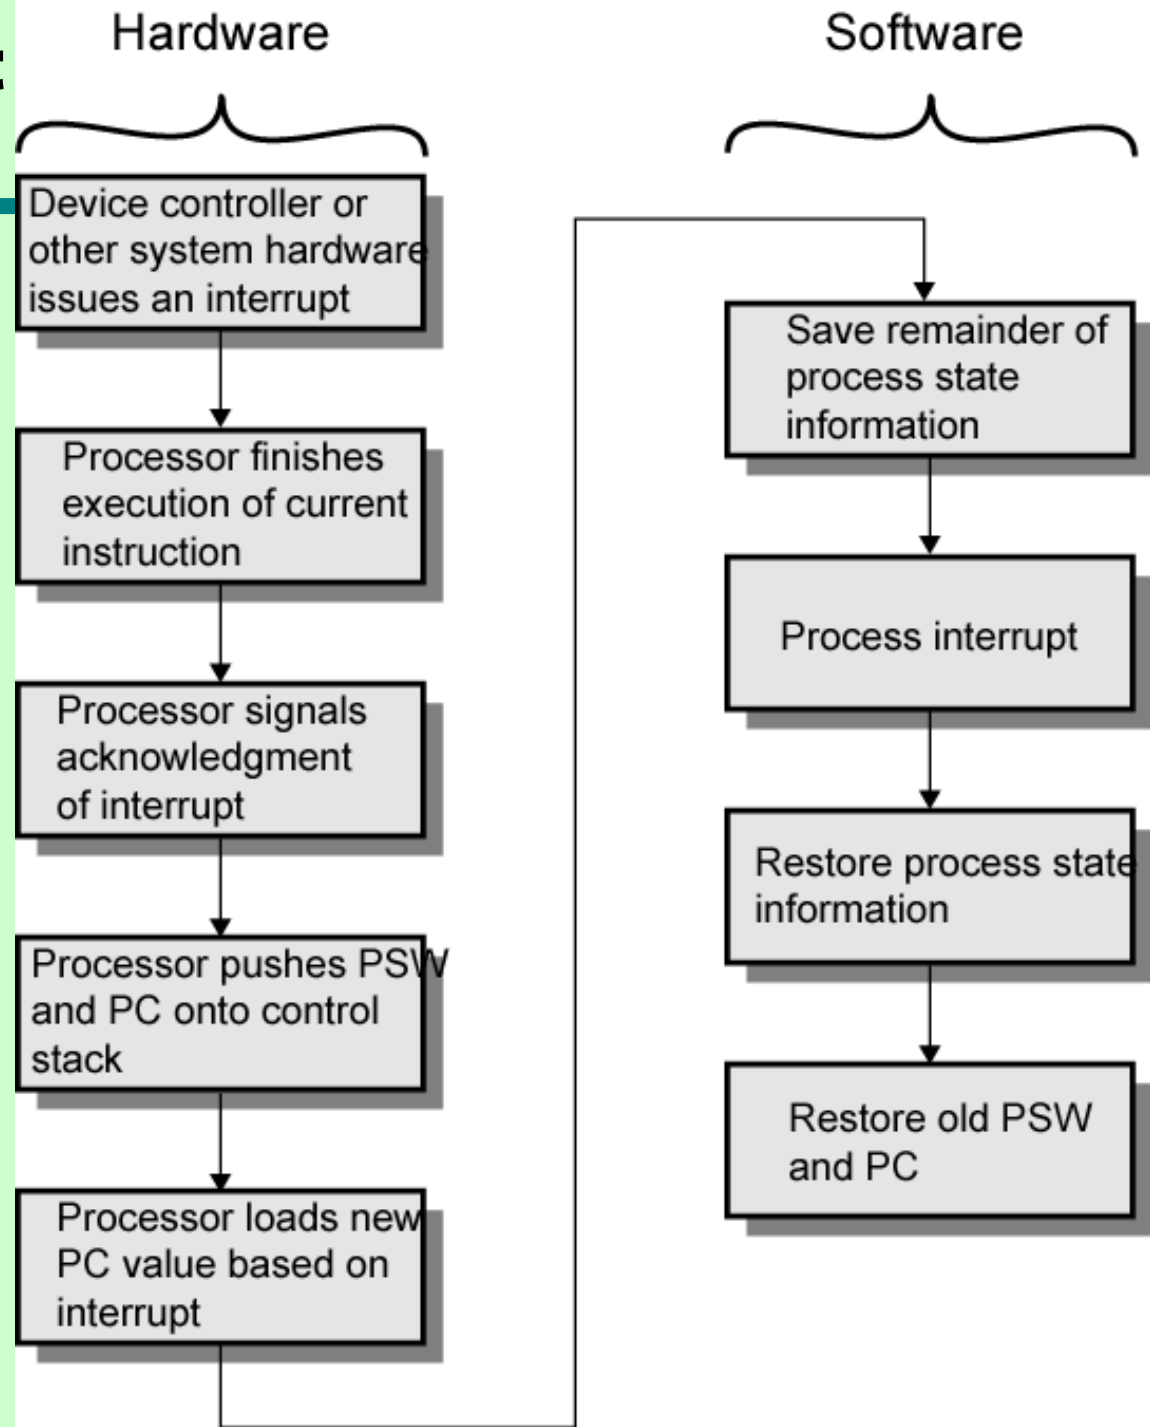 Hardware
Device controller or
other system hardware
issues an interrupt
Processor finishes
execution of current
instruction
Processor signals
acknowledgment
of interrupt
Processor pushes PSW
and PC onto control
stack
Processor loads new
PC value based on
interrupt
Software
Save remainder of
process state
information
Process interrupt
Restore process state
information
Restore old PSW
and PC